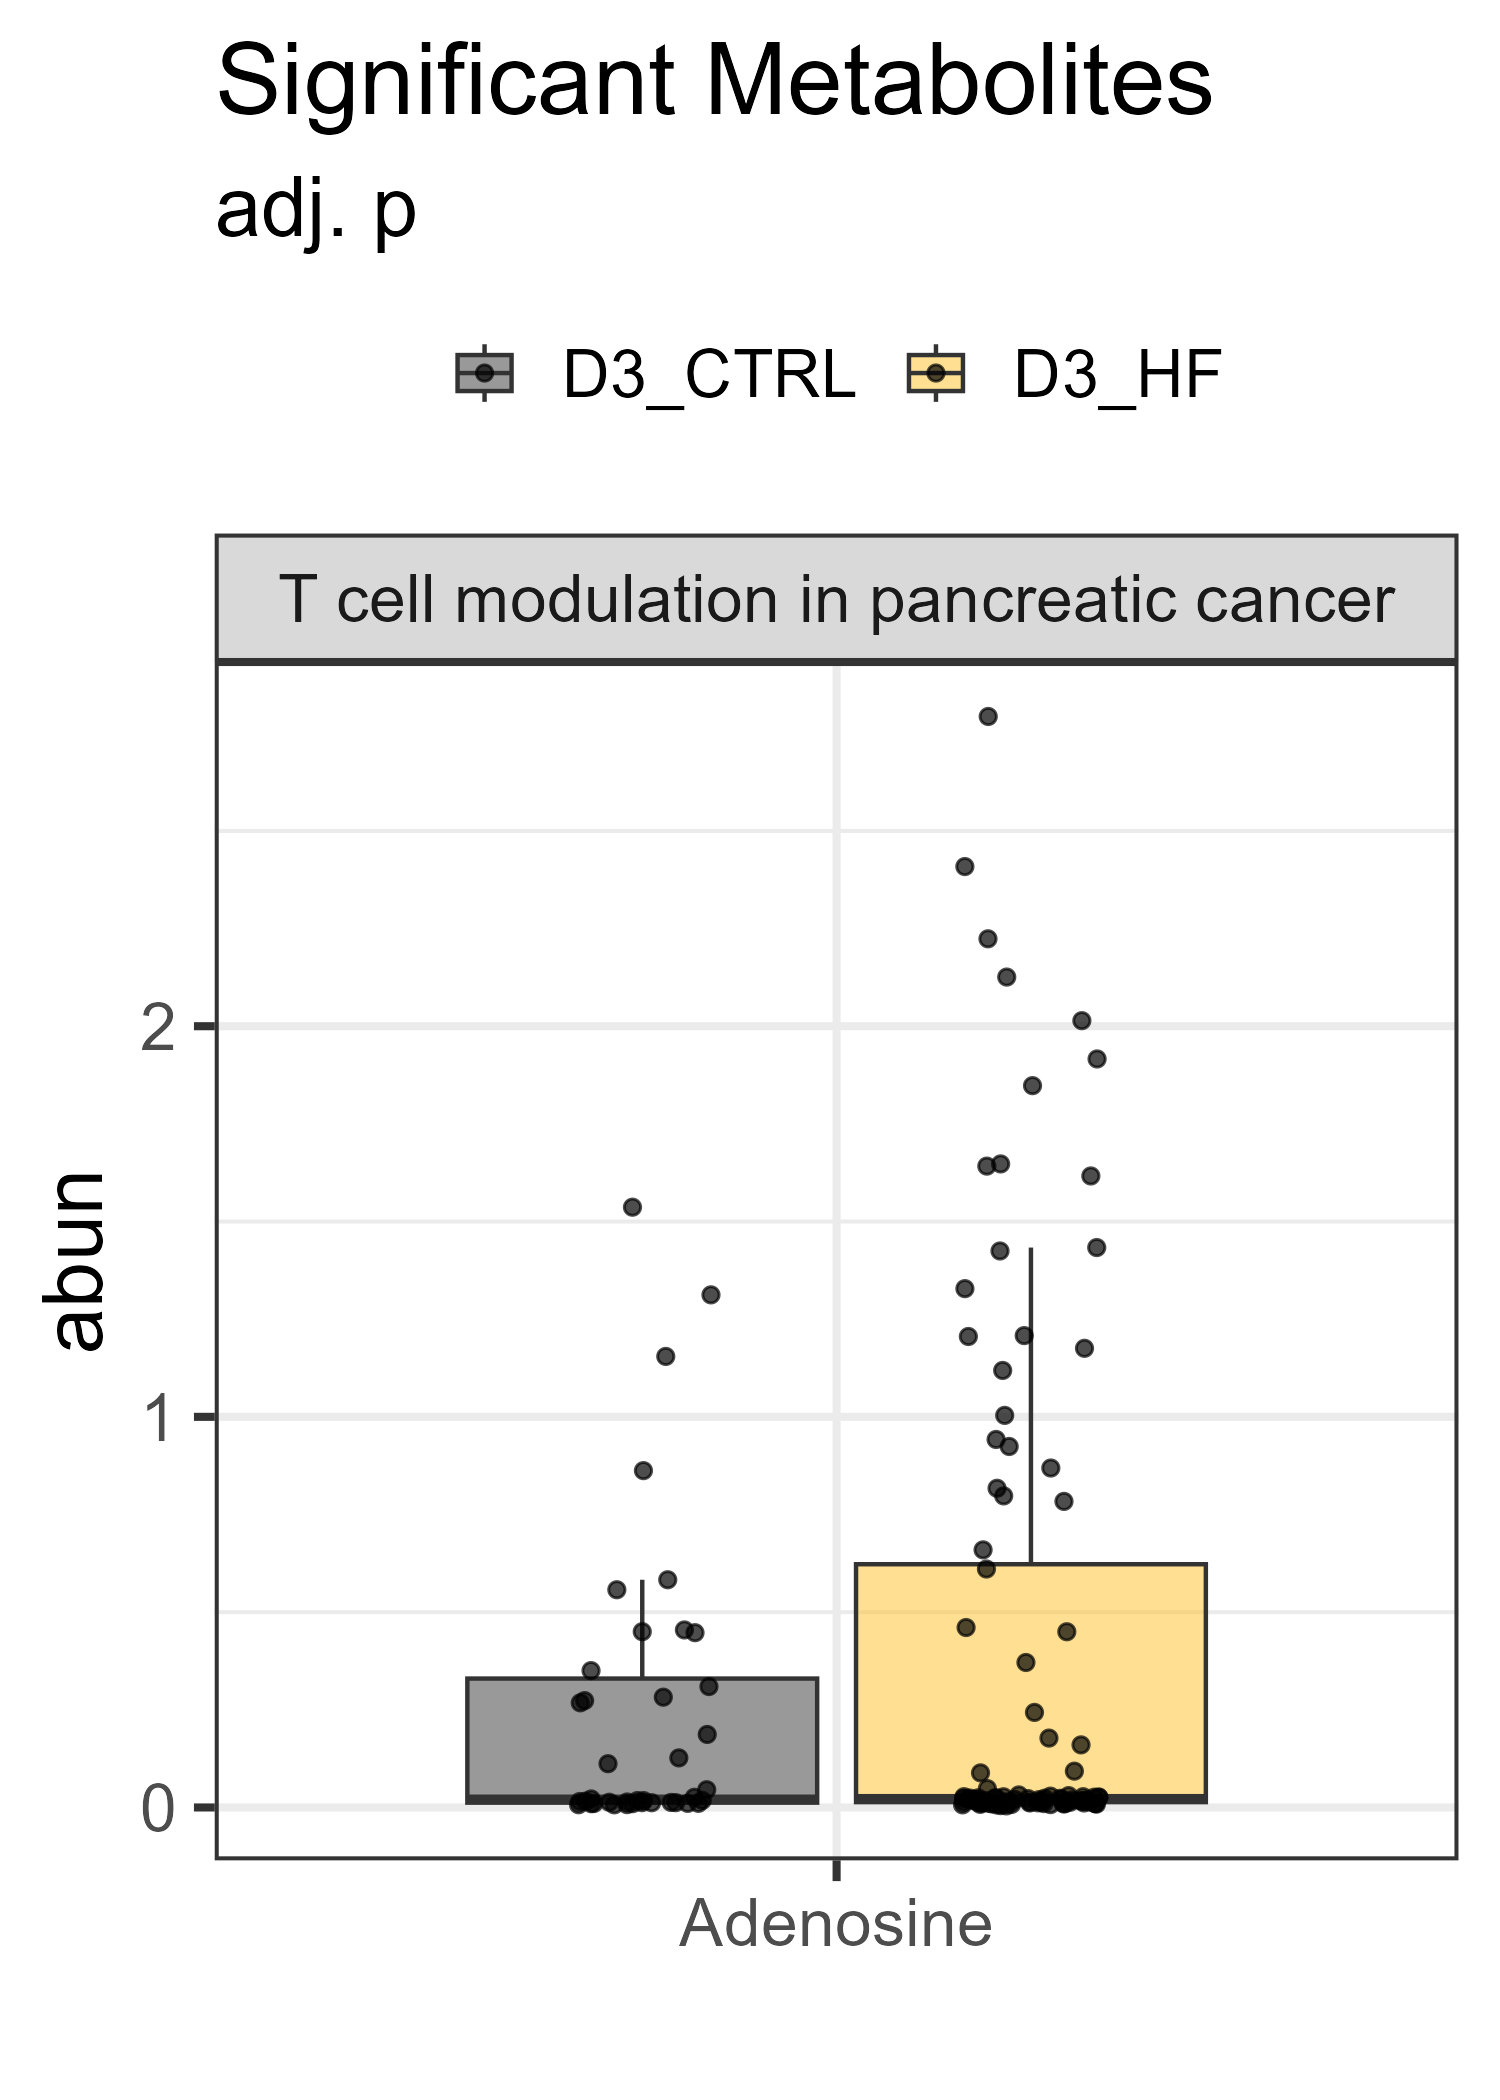 Significant Metabolites
adj. p
D3_CTRL D3_HF
T cell modulation in pancreatic cancer
abun
2
1
0
Adenosine